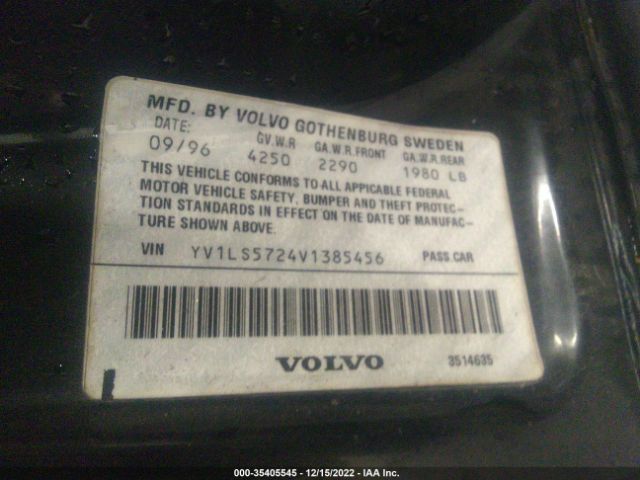 MFD. BY VOLVO GOTHENBURG SWEDEN
DATE: GV.W.R GA.W.R.FRONT GA.W.R.REAR
09/96 4250 2290 1980 LB
THIS VEHICLE CONFORMS TO ALL APPLICABLE FEDERAL
MOTOR VEHICLE SAFETY, BUMPER AND THEFT PROTEC-
TION STANDARDS IN EFFECT ON THE DATE OF MANUFAC-
TURE SHOWN ABOVE.
VIN YV1LS5724V1385456 PASS.CAR
VOLVO 3514635
000-35405545 - 12/15/2022 - IAA Inc.